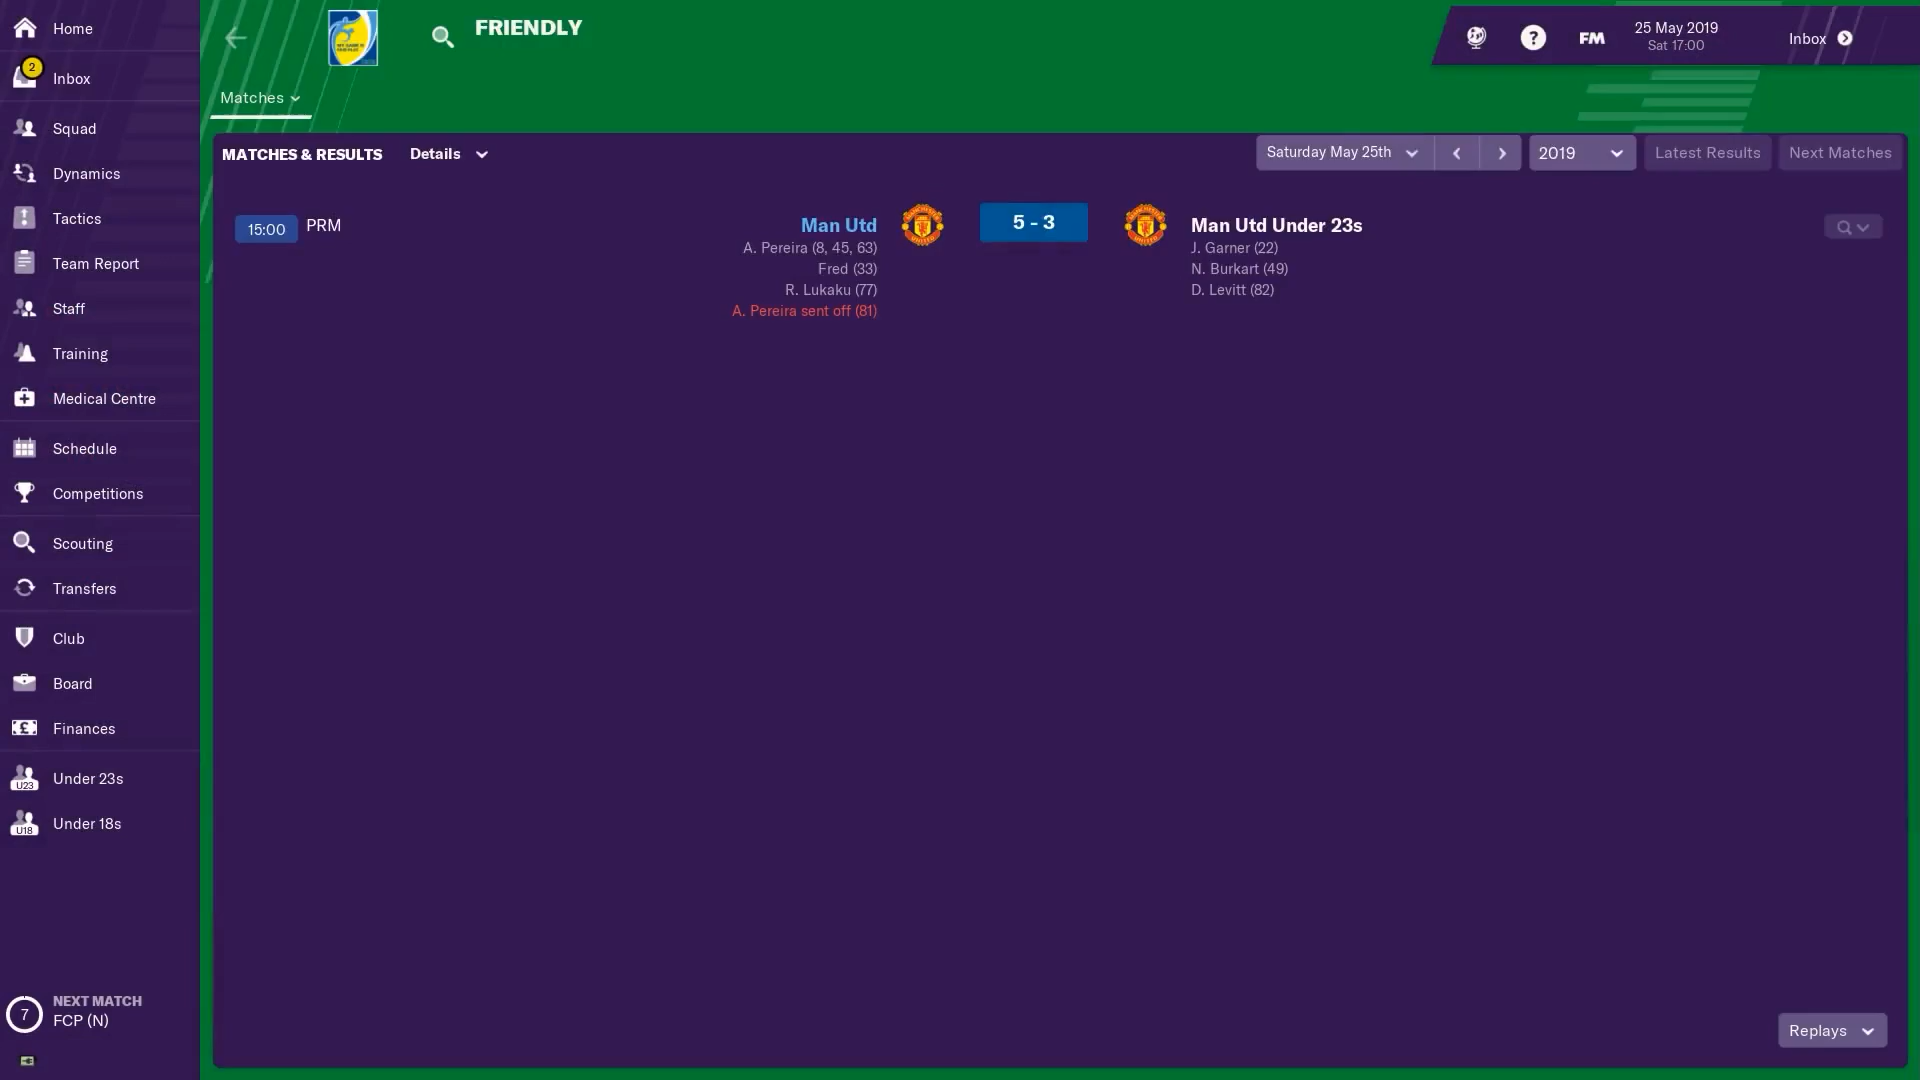 Home
FRIENDLY
25 May 2019
Sat 17:00
FM
Inbox
2
Inbox
Matches
Squad
Dynamics
Tactics
Team Report
Staff
Training
Medical Centre
Schedule
Competitions
Scouting
Transfers
Club
Board
Finances
U23
Under 23s
U18
Under 18s
7
NEXT MATCH
FCP (N)
MATCHES & RESULTS
Details
Saturday May 25th
2019
Latest Results
Next Matches
15:00
PRM
Man Utd
5 - 3
Man Utd Under 23s
A. Pereira (8, 45, 63)
Fred (33)
R. Lukaku (77)
A. Pereira sent off (81)
J. Garner (22)
N. Burkart (49)
D. Levitt (82)
Replays